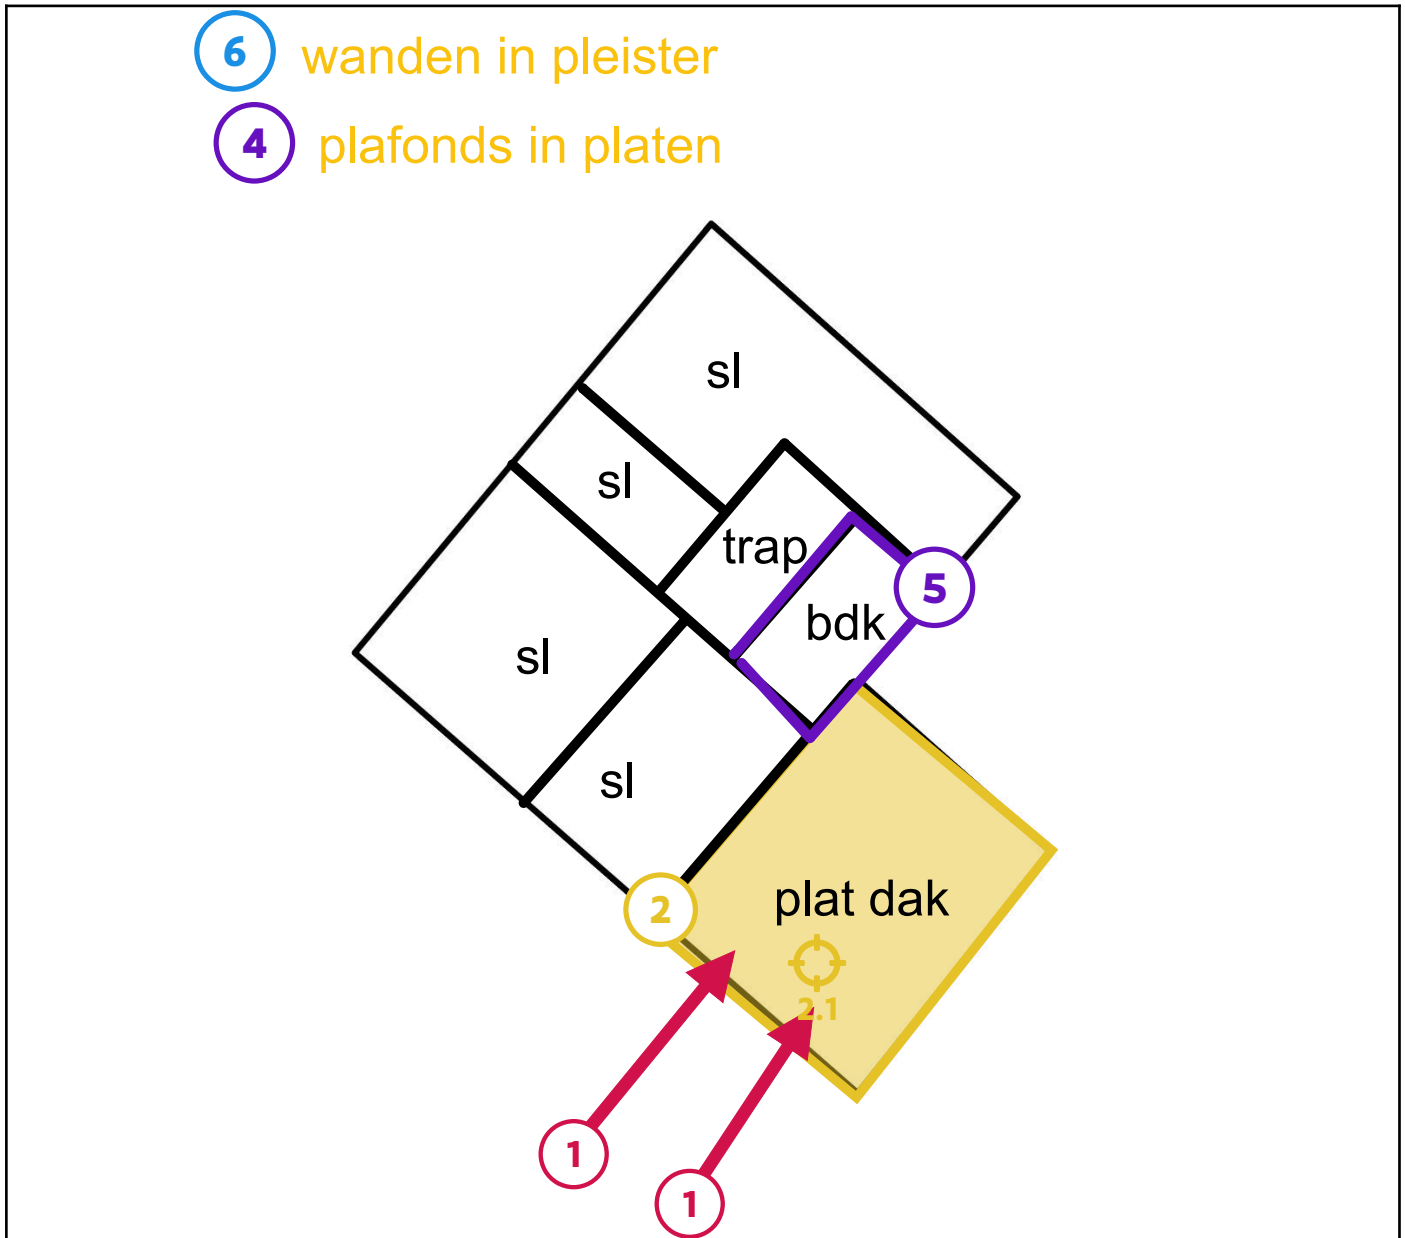 6 wanden in pleister
4 plafonds in platen
sl
sl
trap
5
bdk
sl
sl
2
plat dak
2.1
1
1